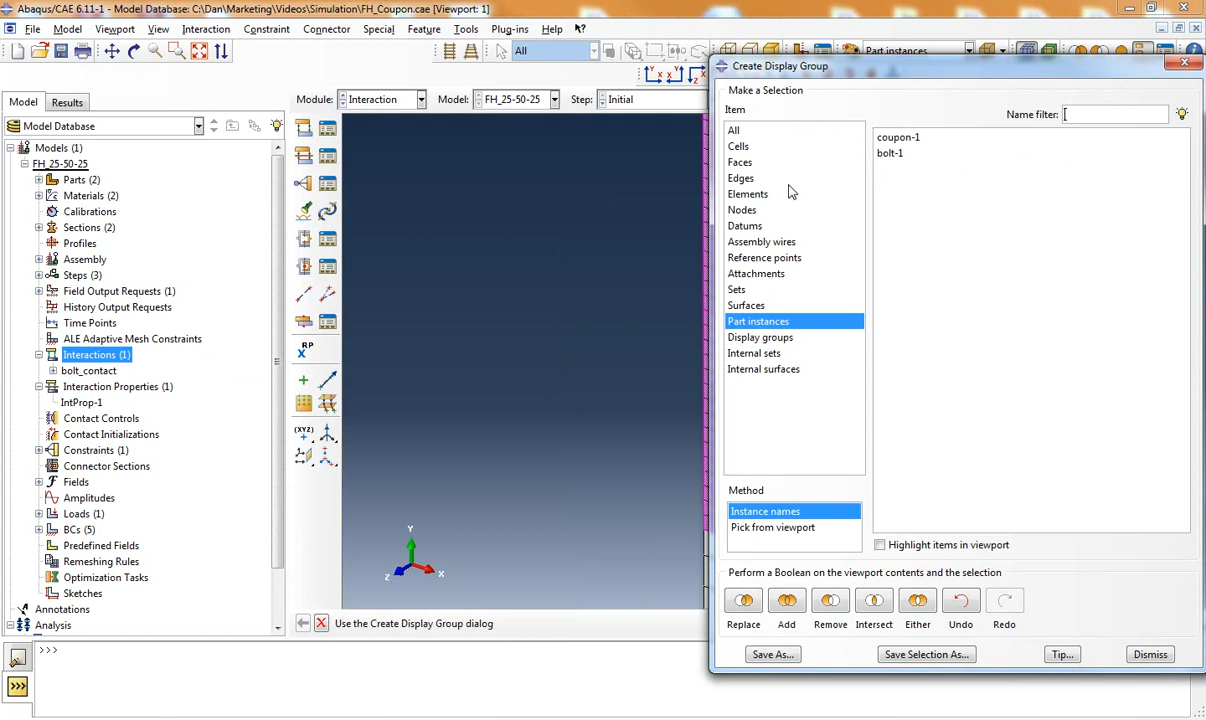 Abaqus/CAE 6.11-1 - Model Database: C:\Dan\Marketing\Videos\Simulation\FH_Coupon.cae [Viewport: 1]
File Model Viewport View Interaction Constraint Connector Special Feature Tools Plug-ins Help
All
Part instances
Create Display Group
Model Results
Module: Interaction Model: FH_25-50-25 Step: Initial
Model Database
Models (1)
FH_25-50-25
Parts (2)
Materials (2)
Calibrations
Sections (2)
Profiles
Assembly
Steps (3)
Field Output Requests (1)
History Output Requests
Time Points
ALE Adaptive Mesh Constraints
Interactions (1)
bolt_contact
Interaction Properties (1)
IntProp-1
Contact Controls
Contact Initializations
Constraints (1)
Connector Sections
Fields
Amplitudes
Loads (1)
BCs (5)
Predefined Fields
Remeshing Rules
Optimization Tasks
Sketches
Annotations
Analysis
RP
(XYZ)
Y
Z
X
Use the Create Display Group dialog
>>>
Make a Selection
Item
Name filter:
All
Cells
Faces
Edges
Elements
Nodes
Datums
Assembly wires
Reference points
Attachments
Sets
Surfaces
Part instances
Display groups
Internal sets
Internal surfaces
coupon-1
bolt-1
Method
Instance names
Pick from viewport
Highlight items in viewport
Perform a Boolean on the viewport contents and the selection
Replace Add Remove Intersect Either Undo Redo
Save As... Save Selection As... Tip... Dismiss